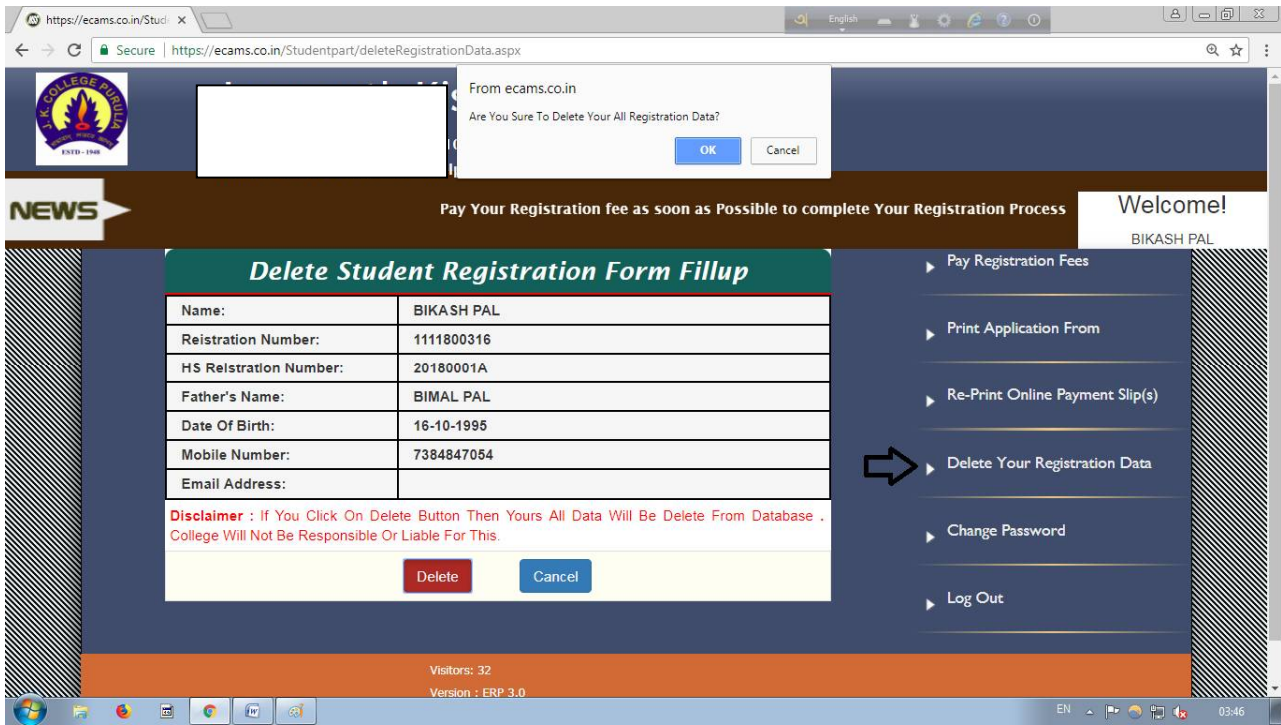 https://ecams.co.in/Stud
English
Secure | https://ecams.co.in/Studentpart/deleteRegistrationData.aspx
J. K. COLLEGE PURULIA
ESTD - 1948
From ecams.co.in
Are You Sure To Delete Your All Registration Data?
OK Cancel
NEWS
Pay Your Registration fee as soon as Possible to complete Your Registration Process
Welcome!
BIKASH PAL
Delete Student Registration Form Fillup
Name: BIKASH PAL
Reistration Number: 1111800316
HS Reistration Number: 20180001A
Father's Name: BIMAL PAL
Date Of Birth: 16-10-1995
Mobile Number: 7384847054
Email Address:
Disclaimer : If You Click On Delete Button Then Yours All Data Will Be Delete From Database .
College Will Not Be Responsible Or Liable For This.
Delete Cancel
Pay Registration Fees
Print Application From
Re-Print Online Payment Slip(s)
Delete Your Registration Data
Change Password
Log Out
Visitors: 32
Version : ERP 3.0
EN 03:46